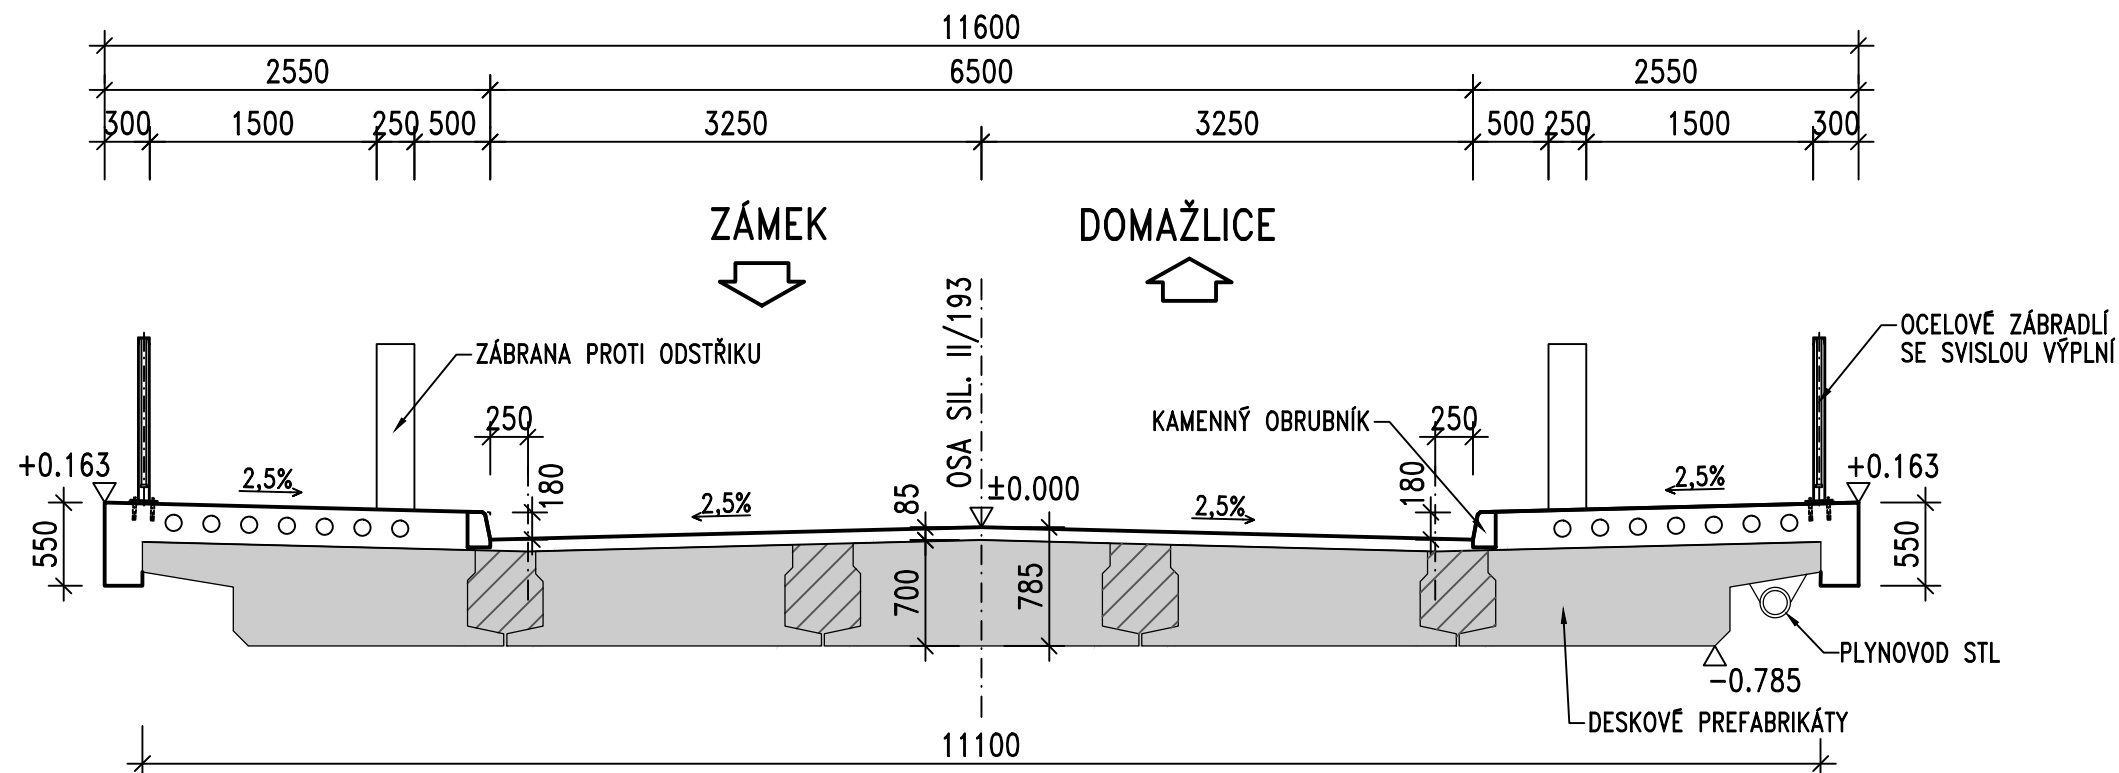 11600
2550 6500 2550
300 1500 250 500 3250 3250 500 250 1500 300
ZÁMEK DOMAŽLICE
OSA SIL. II/193
OCELOVÉ ZÁBRADLÍ
SE SVISLOU VÝPLNÍ
ZÁBRANA PROTI ODSTŘIKU
250 KAMENNÝ OBRUBNÍK 250
+0.163 2,5% 180 2,5% 85 ±0.000 2,5% 180 2,5% +0.163
550 700 785 550
PLYNOVOD STL
-0.785
DESKOVÉ PREFABRIKÁTY
11100